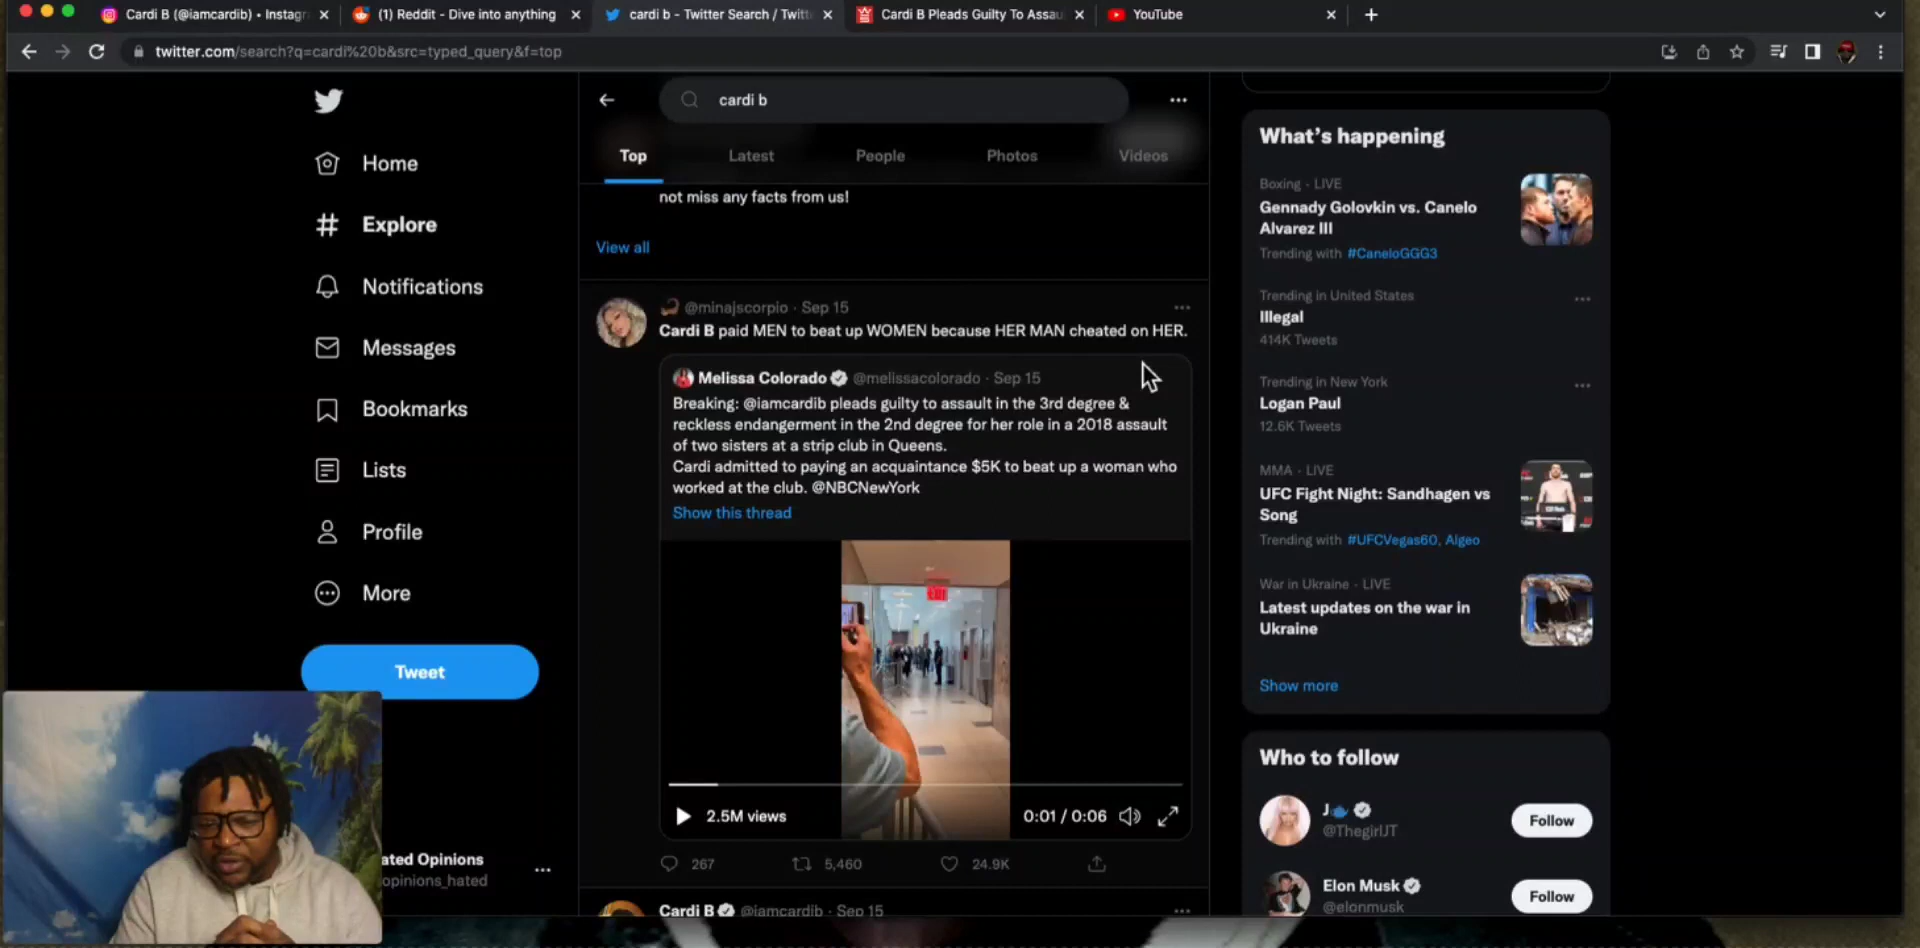 Cardi B (@iamcardib) • Instagr
(1) Reddit - Dive into anything
cardi b - Twitter Search / Twitt
Cardi B Pleads Guilty To Assau
YouTube
twitter.com/search?q=cardi%20b&src=typed_query&f=top
Home
Explore
Notifications
Messages
Bookmarks
Lists
Profile
More
Tweet
ated Opinions
opinions_hated
cardi b
Top
Latest
People
Photos
Videos
not miss any facts from us!
View all
@minajscorpio · Sep 15
Cardi B paid MEN to beat up WOMEN because HER MAN cheated on HER.
Melissa Colorado @melissacolorado · Sep 15
Breaking: @iamcardib pleads guilty to assault in the 3rd degree &
reckless endangerment in the 2nd degree for her role in a 2018 assault
of two sisters at a strip club in Queens.
Cardi admitted to paying an acquaintance $5K to beat up a woman who
worked at the club. @NBCNewYork
Show this thread
EXIT
2.5M views
0:01 / 0:06
267
5,460
24.9K
Cardi B @iamcardib · Sep 15
What's happening
Boxing · LIVE
Gennady Golovkin vs. Canelo
Alvarez III
Trending with #CaneloGGG3
Trending in United States
Illegal
414K Tweets
Trending in New York
Logan Paul
12.6K Tweets
MMA · LIVE
UFC Fight Night: Sandhagen vs
Song
Trending with #UFCVegas60, Algeo
War in Ukraine · LIVE
Latest updates on the war in
Ukraine
Show more
Who to follow
J
@ThegirlJT
Follow
Elon Musk
@elonmusk
Follow